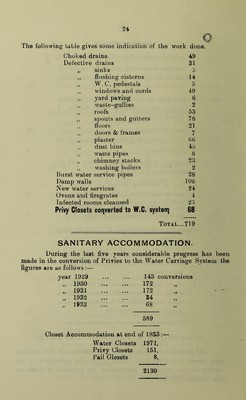 24
The following table gives some indication of the work done.
Choked drains 49
Defective drains 31
„ sinks 5
„ flushing cisterns 14
„ W. C. pedestals 5
„ windows and cords 49
„ yard paving 6
„ waste-gullies 2
„ roofs 53
„ spouts and gutters 78
„ floors 21
„ doors & frames 7
„ plaster 66
„ dust bins
„ waste pipes 8
„ chimney stacks 23
„ washing boilers 2
Burst water service pipes 28
Damp walls 106
New water services 24
Ovens and firegrates 4
Infected rooms cleansed 25
Privy Closets converted to W.C. system 68
TOTAL...719
SANITARY ACCOMMODATION.
During the last five years considerable progress has been
made in the conversion of Privies to the Water Carriage System the
figures are as follows :—
year 1929 ... ... 143 conversions
„ 1930 ... ... 172 „
„ 1931 ... ... 172 „
„ 1932 ... ... 34 „
„ 1933 ... ... 68 „
589
Closet Accommodation at end of 1933 :—
Water Closets 1971,
Privy Closets 151,
Pail Closets 8,
2130